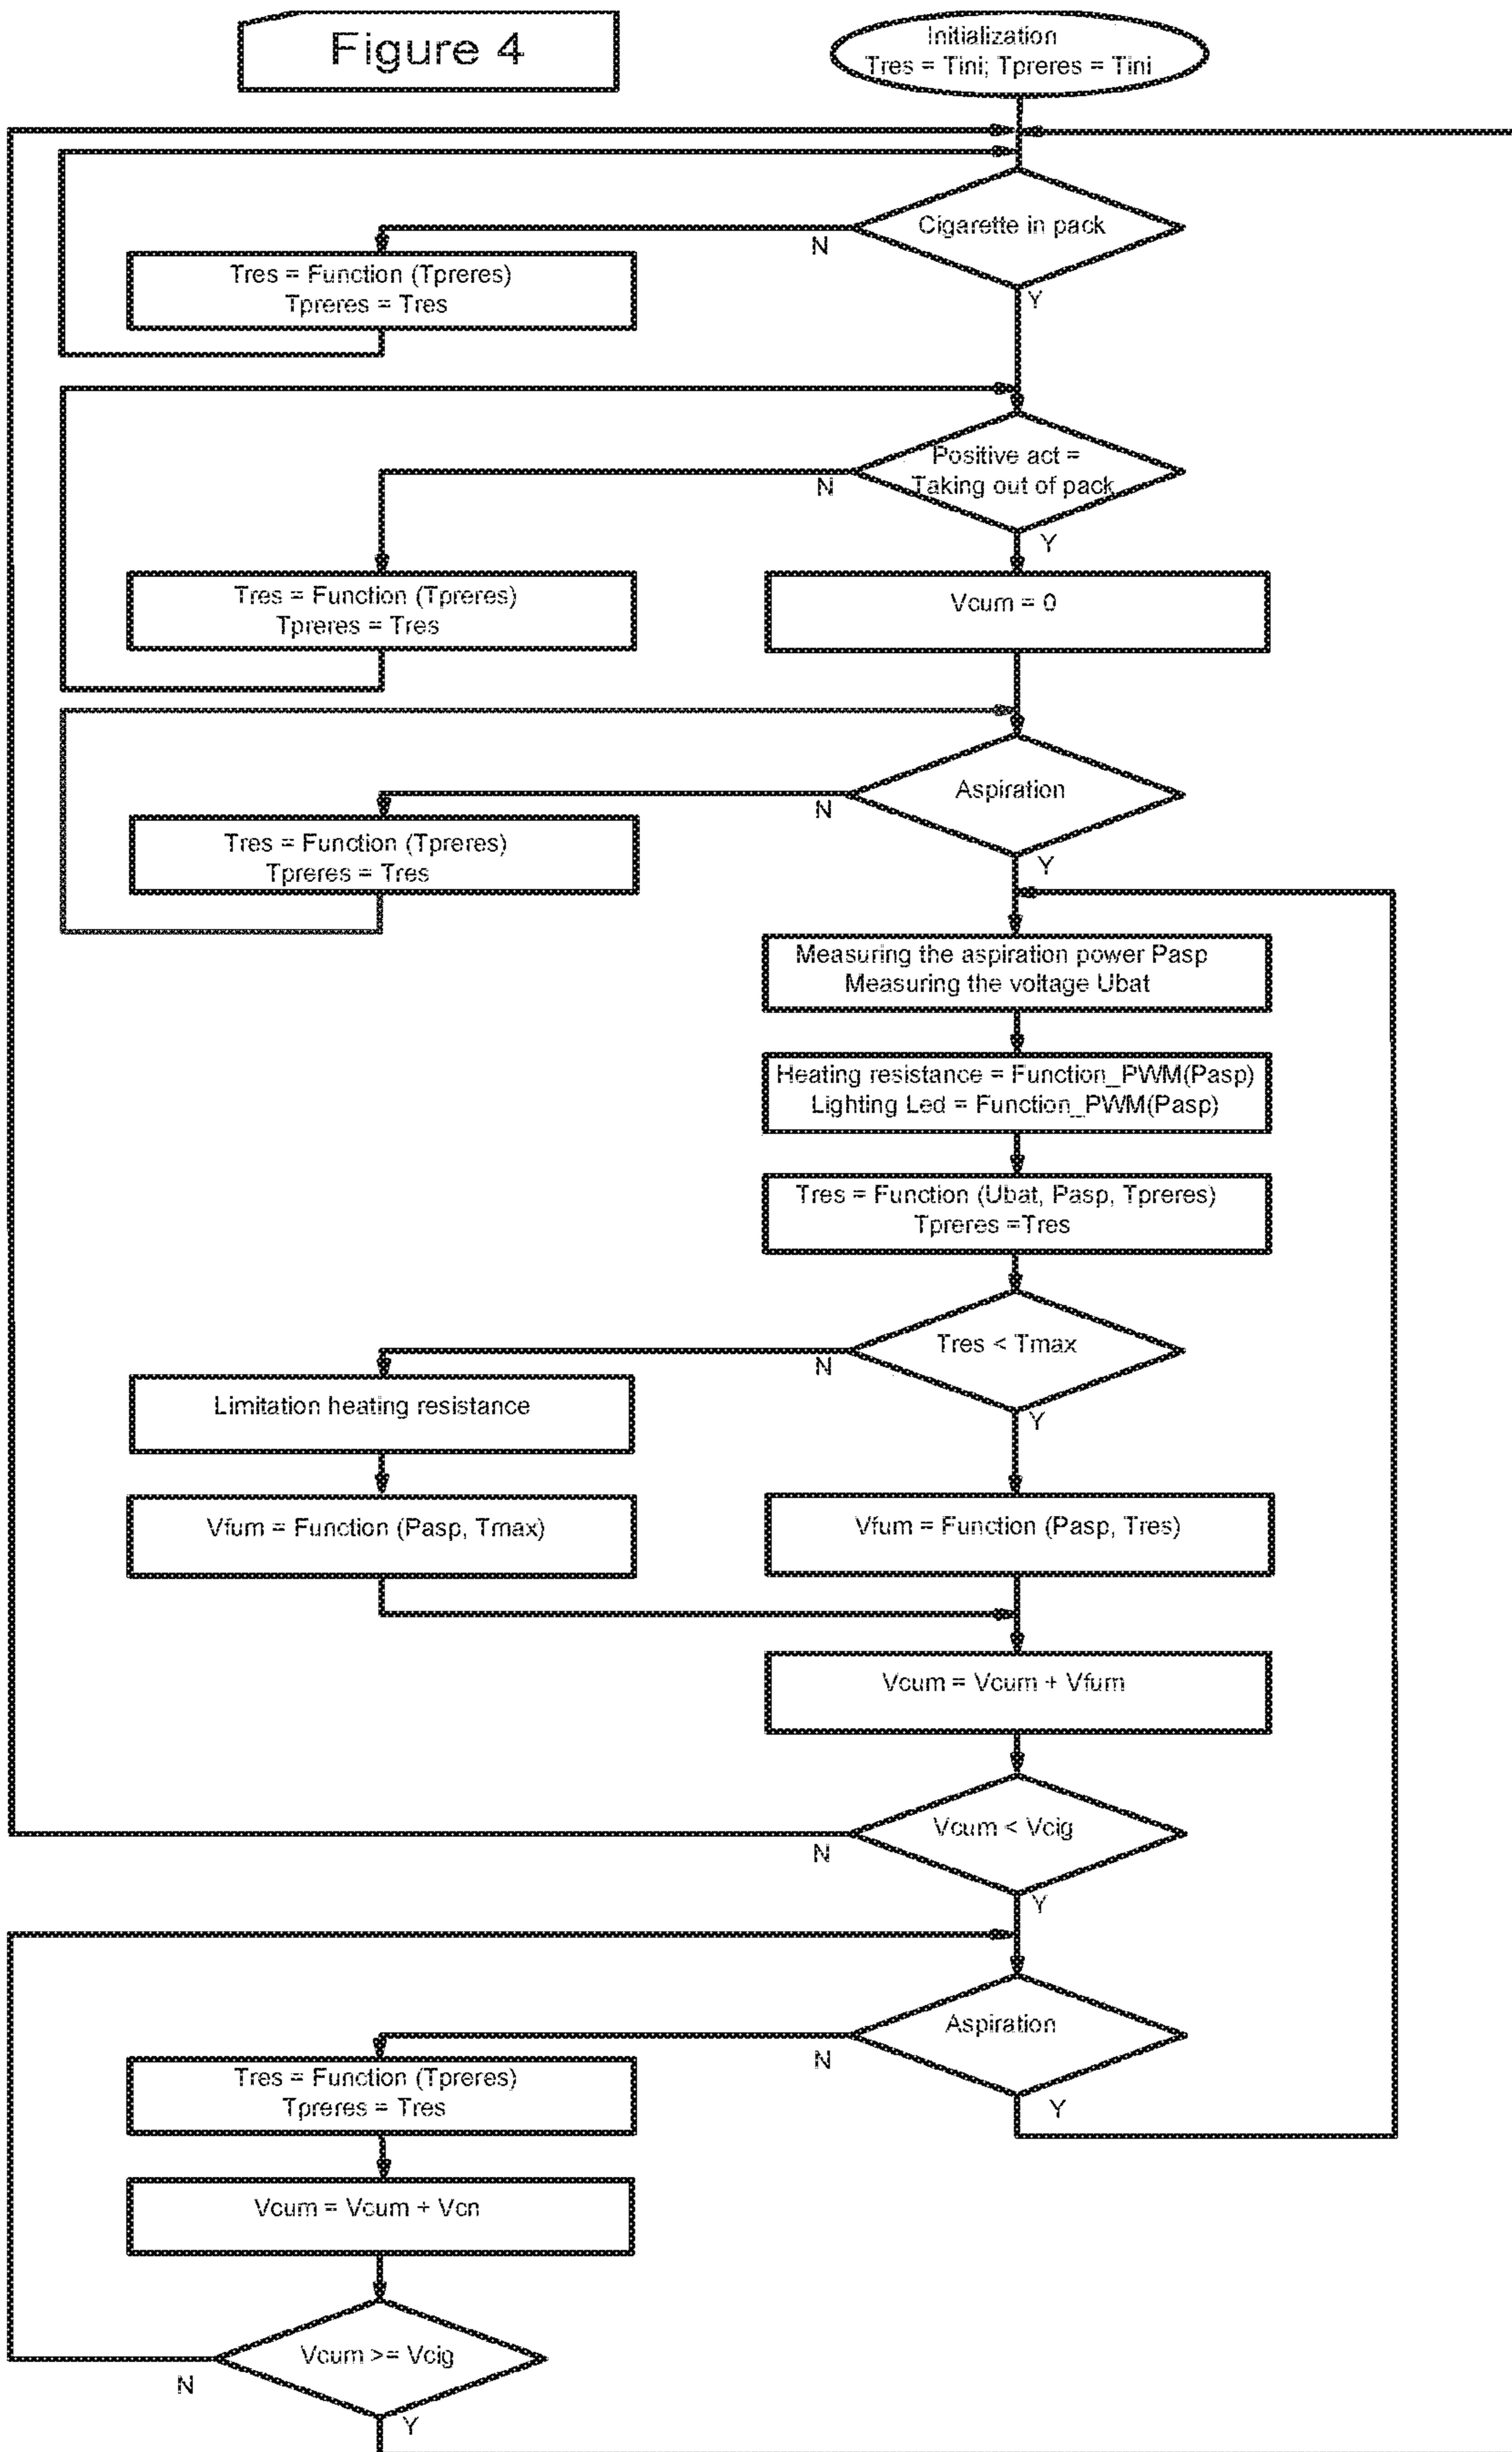 Figure 4
Initialization
Tres = Tini; Tpreres = Tini
Cigarette in pack
N
Y
Tres = Function (Tpreres)
Tpreres = Tres
Positive act =
Taking out of pack
N
Y
Tres = Function (Tpreres)
Tpreres = Tres
Vcum = 0
Aspiration
N
Y
Tres = Function (Tpreres)
Tpreres = Tres
Measuring the aspiration power Pasp
Measuring the voltage Ubat
Heating resistance = Function_PWM(Pasp)
Lighting Led = Function_PWM(Pasp)
Tres = Function (Ubat, Pasp, Tpreres)
Tpreres =Tres
Tres < Tmax
N
Y
Limitation heating resistance
Vfum = Function (Pasp, Tmax)
Vfum = Function (Pasp, Tres)
Vcum = Vcum + Vfum
Vcum < Vcig
N
Y
Aspiration
N
Y
Tres = Function (Tpreres)
Tpreres = Tres
Vcum = Vcum + Vcn
Vcum >= Vcig
N
Y